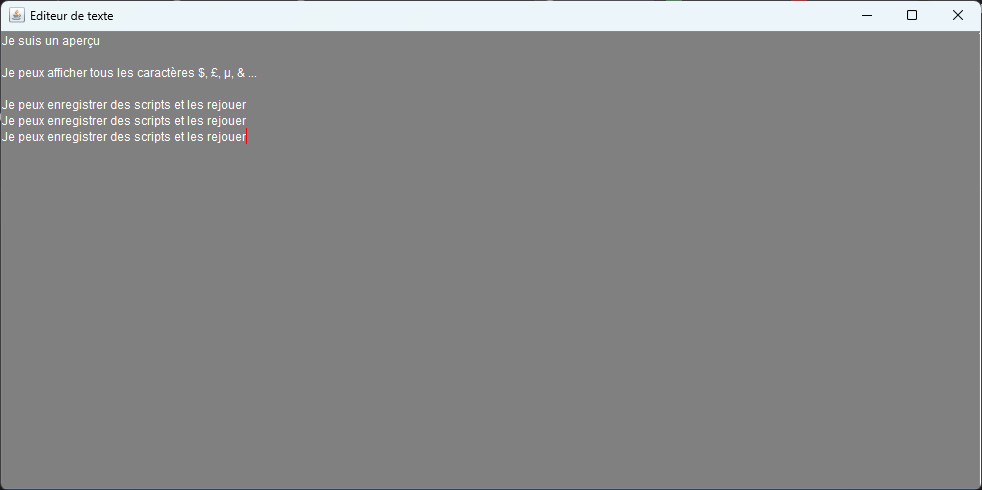 Editeur de texte
Je suis un aperçu
Je peux afficher tous les caractères $, £, µ, & ...
Je peux enregistrer des scripts et les rejouer
Je peux enregistrer des scripts et les rejouer
Je peux enregistrer des scripts et les rejouer